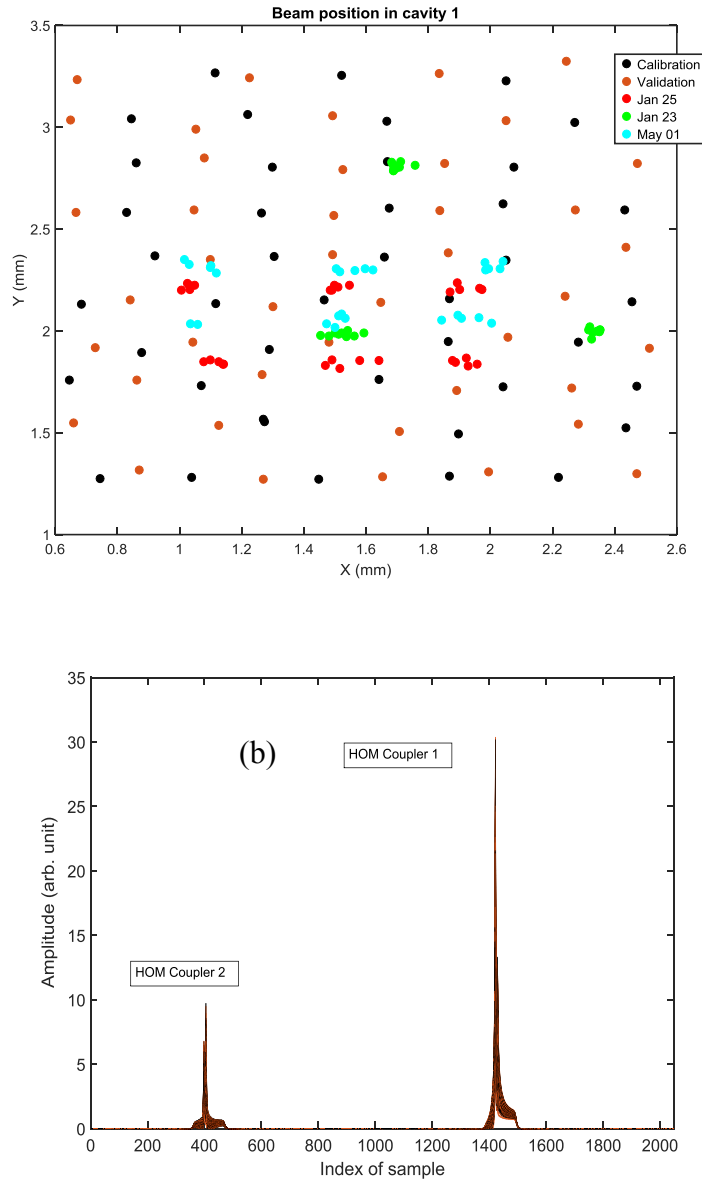 Beam position in cavity 1
3.5
3
2.5
2
1.5
1
Y (mm)
Calibration
Validation
Jan 25
Jan 23
May 01
0.6 0.8 1 1.2 1.4 1.6 1.8 2 2.2 2.4 2.6
X (mm)
35
30
25
20
15
10
5
0
Amplitude (arb. unit)
(b)
HOM Coupler 1
HOM Coupler 2
0 200 400 600 800 1000 1200 1400 1600 1800 2000
Index of sample